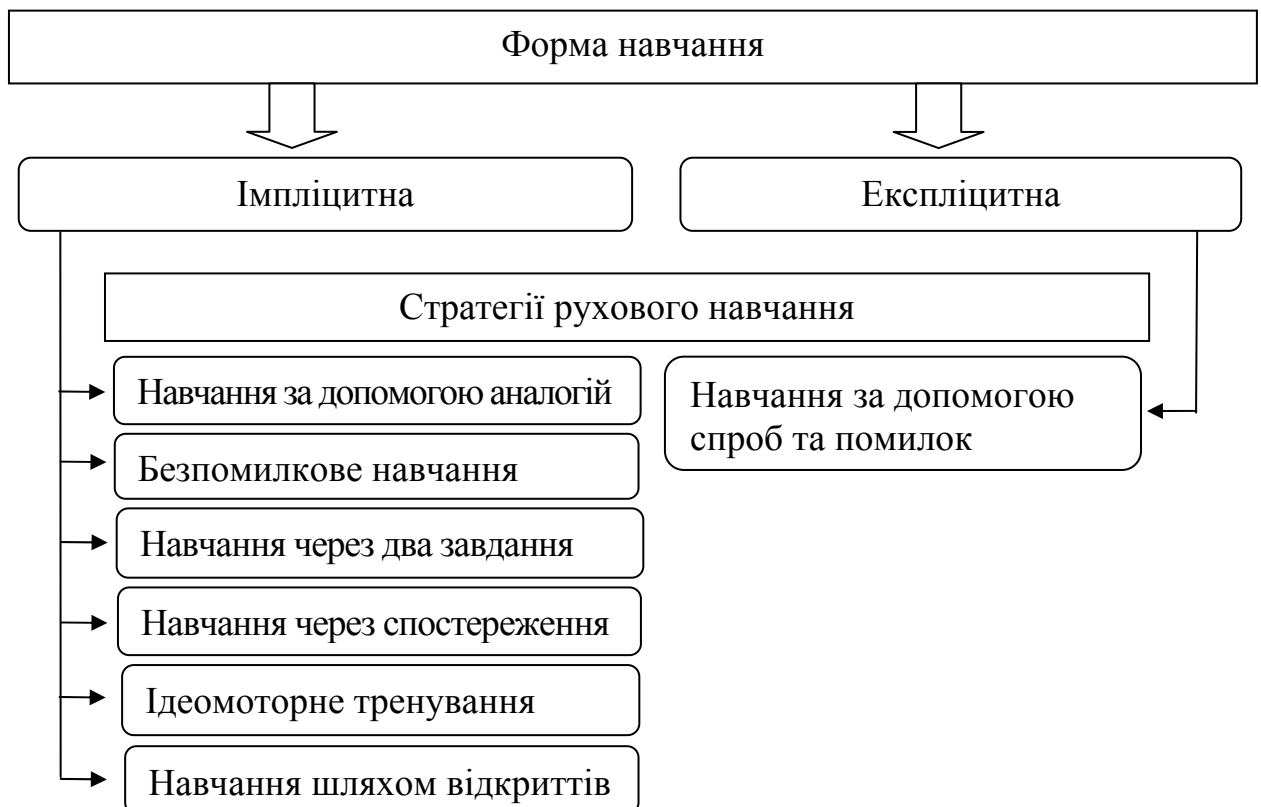 Форма навчання
Імпліцитна
Експліцитна
Стратегії рухового навчання
Навчання за допомогою аналогій
Безпомилкове навчання
Навчання через два завдання
Навчання через спостереження
Ідеомоторне тренування
Навчання шляхом відкриттів
Навчання за допомогою
спроб та помилок